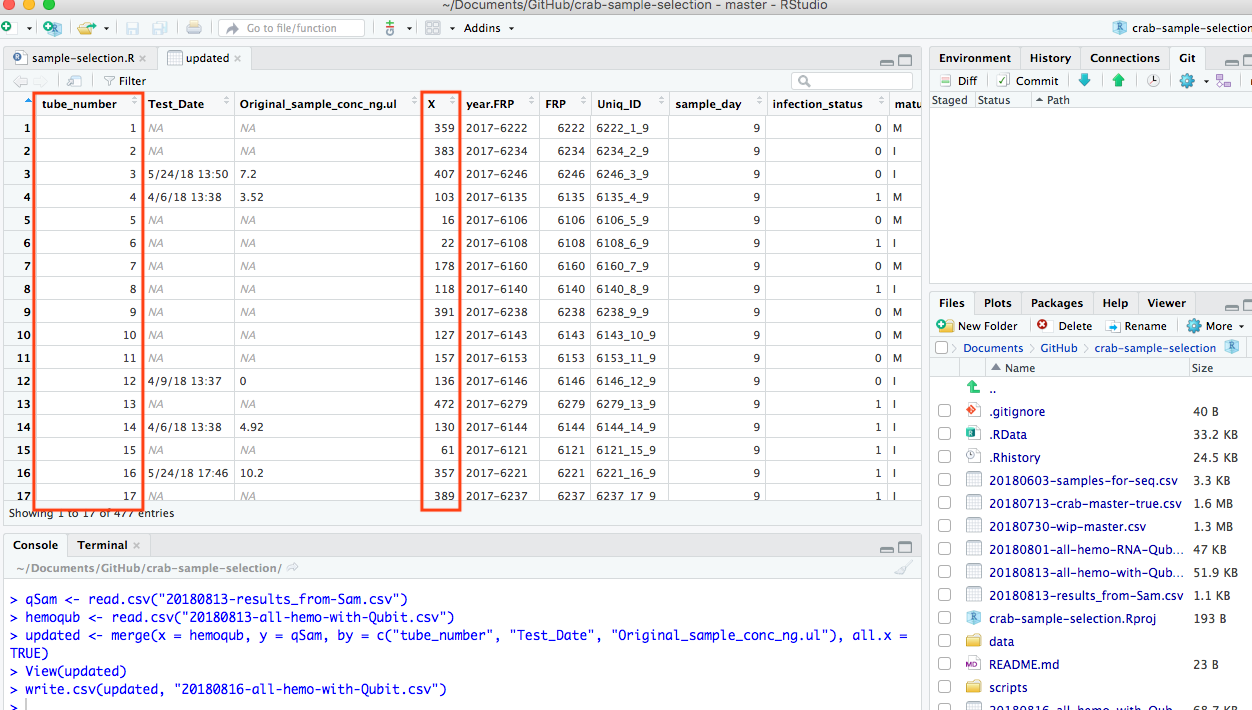 ~/Documents/GitHub/crab-sample-selection - master - RStudio
Go to file/function Addins crab-sample-selection
sample-selection.R updated
Filter
tube_number Test_Date Original_sample_conc_ng.ul X year.FRP FRP Uniq_ID sample_day infection_status matu
1 1 NA NA 359 2017-6222 6222 6222_1_9 9 0 M
2 2 NA NA 383 2017-6234 6234 6234_2_9 9 0 I
3 3 5/24/18 13:50 7.2 407 2017-6246 6246 6246_3_9 9 0 I
4 4 4/6/18 13:38 3.52 103 2017-6135 6135 6135_4_9 9 1 M
5 5 NA NA 16 2017-6106 6106 6106_5_9 9 0 M
6 6 NA NA 22 2017-6108 6108 6108_6_9 9 1 I
7 7 NA NA 178 2017-6160 6160 6160_7_9 9 0 M
8 8 NA NA 118 2017-6140 6140 6140_8_9 9 1 I
9 9 NA NA 391 2017-6238 6238 6238_9_9 9 0 M
10 10 NA NA 127 2017-6143 6143 6143_10_9 9 0 M
11 11 NA NA 157 2017-6153 6153 6153_11_9 9 0 M
12 12 4/9/18 13:37 0 136 2017-6146 6146 6146_12_9 9 0 I
13 13 NA NA 472 2017-6279 6279 6279_13_9 9 1 I
14 14 4/6/18 13:38 4.92 130 2017-6144 6144 6144_14_9 9 1 I
15 15 NA NA 61 2017-6121 6121 6121_15_9 9 1 I
16 16 5/24/18 17:46 10.2 357 2017-6221 6221 6221_16_9 9 1 I
17 17 NA NA 389 2017-6237 6237 6237_17_9 9 1 I
Showing 1 to 17 of 477 entries
Console Terminal
~/Documents/GitHub/crab-sample-selection/
> qSam <- read.csv("20180813-results_from-Sam.csv")
> hemoqub <- read.csv("20180813-all-hemo-with-Qubit.csv")
> updated <- merge(x = hemoqub, y = qSam, by = c("tube_number", "Test_Date", "Original_sample_conc_ng.ul"), all.x =
TRUE)
> View(updated)
> write.csv(updated, "20180816-all-hemo-with-Qubit.csv")
>
Environment History Connections Git
Diff Commit
Staged Status Path
Files Plots Packages Help Viewer
New Folder Delete Rename More
Documents GitHub crab-sample-selection
Name Size
..
.gitignore 40 B
.RData 33.2 KB
.Rhistory 24.5 KB
20180603-samples-for-seq.csv 3.3 KB
20180713-crab-master-true.csv 1.6 MB
20180730-wip-master.csv 1.3 MB
20180801-all-hemo-RNA-Qub... 47 KB
20180813-all-hemo-with-Qub... 51.9 KB
20180813-results_from-Sam.csv 1.1 KB
crab-sample-selection.Rproj 193 B
data
README.md 23 B
scripts
20180816-all-hemo-with-Qub... 68.7 KB